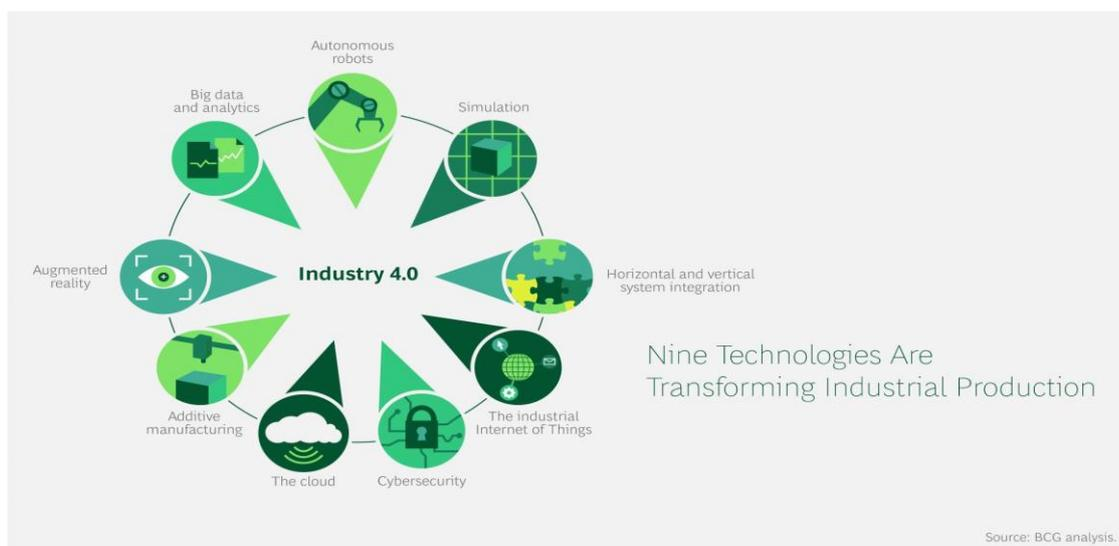 Autonomous
robots
Simulation
Horizontal and vertical
system integration
The industrial
Internet of Things
Cybersecurity
The cloud
Additive
manufacturing
Augmented
reality
Big data
and analytics
Industry 4.0
Nine Technologies Are
Transforming Industrial Production
Source: BCG analysis.